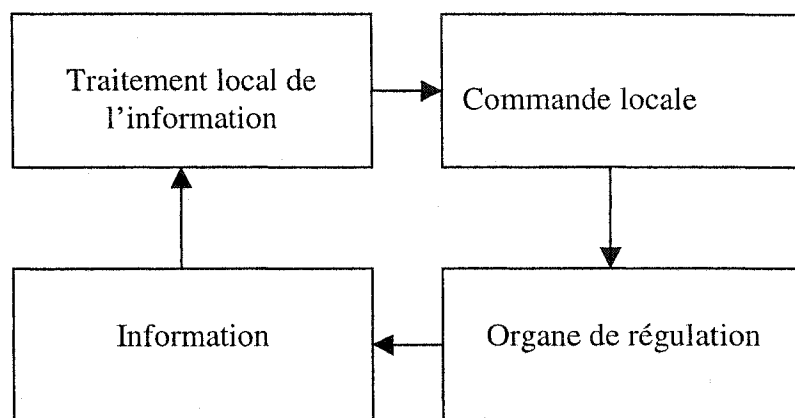 Traitement local de
l'information
Commande locale
Information
Organe de régulation